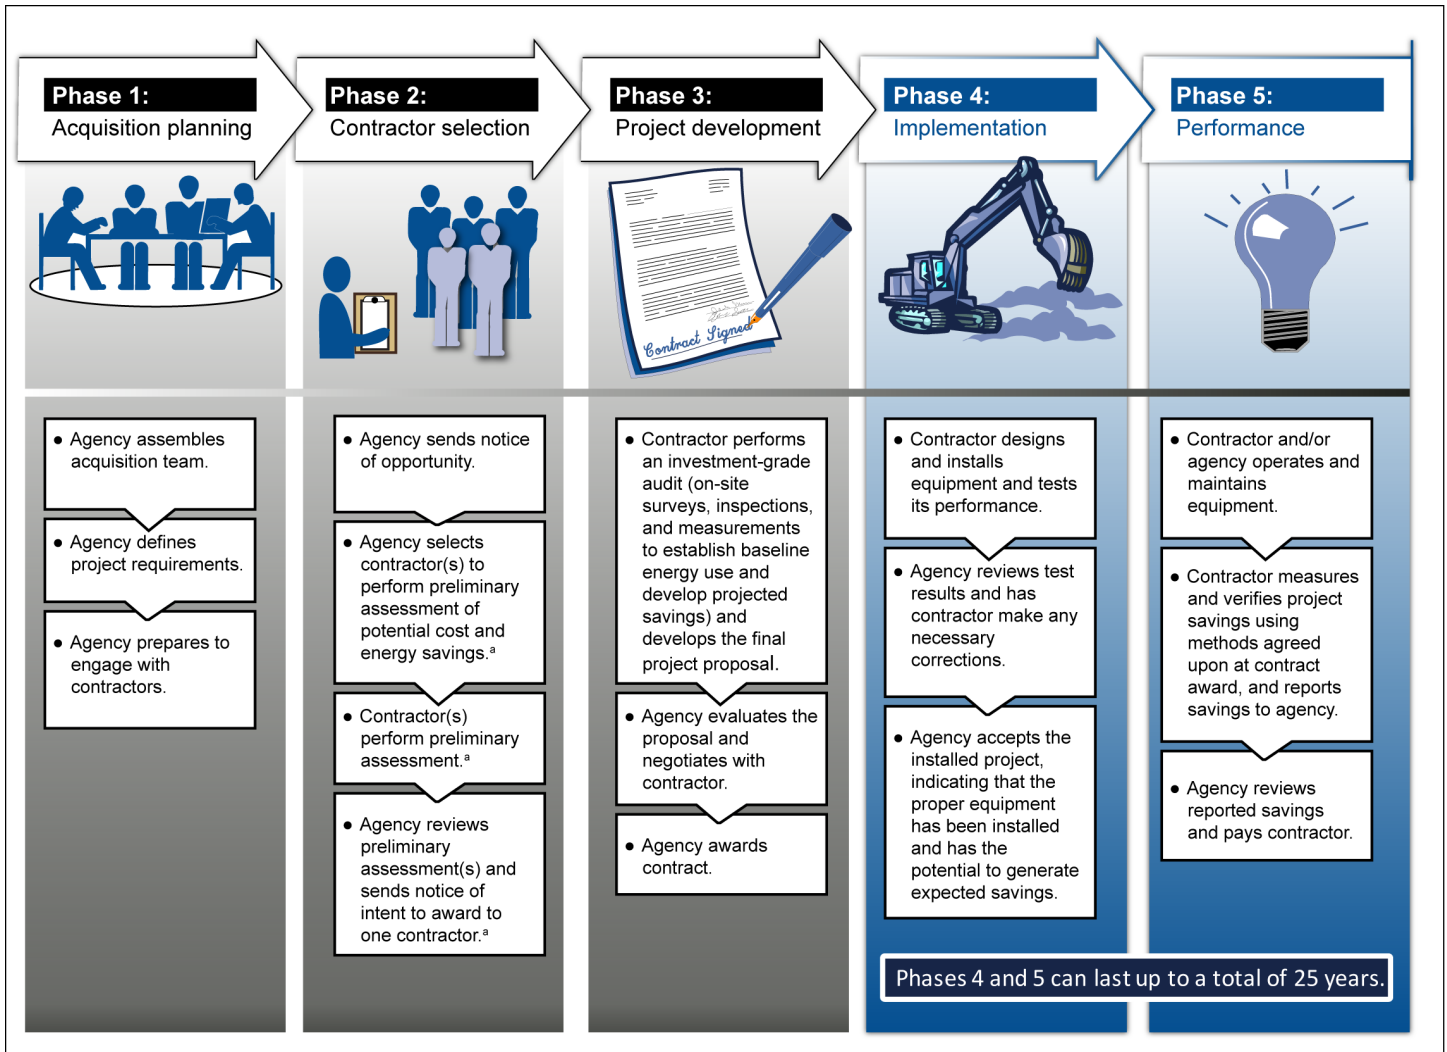 Phase 1:
Acquisition planning
Phase 2:
Contractor selection
Phase 3:
Project development
Phase 4:
Implementation
Phase 5:
Performance
Contract Signed
● Agency assembles
acquisition team.
● Agency defines
project requirements.
● Agency prepares to
engage with
contractors.
● Agency sends notice
of opportunity.
● Agency selects
contractor(s) to
perform preliminary
assessment of
potential cost and
energy savings.ᵃ
● Contractor(s)
perform preliminary
assessment.ᵃ
● Agency reviews
preliminary
assessment(s) and
sends notice of
intent to award to
one contractor.ᵃ
● Contractor performs
an investment-grade
audit (on-site
surveys, inspections,
and measurements
to establish baseline
energy use and
develop projected
savings) and
develops the final
project proposal.
● Agency evaluates the
proposal and
negotiates with
contractor.
● Agency awards
contract.
● Contractor designs
and installs
equipment and tests
its performance.
● Agency reviews test
results and has
contractor make any
necessary
corrections.
● Agency accepts the
installed project,
indicating that the
proper equipment
has been installed
and has the
potential to generate
expected savings.
● Contractor and/or
agency operates and
maintains
equipment.
● Contractor measures
and verifies project
savings using
methods agreed
upon at contract
award, and reports
savings to agency.
● Agency reviews
reported savings
and pays contractor.
Phases 4 and 5 can last up to a total of 25 years.